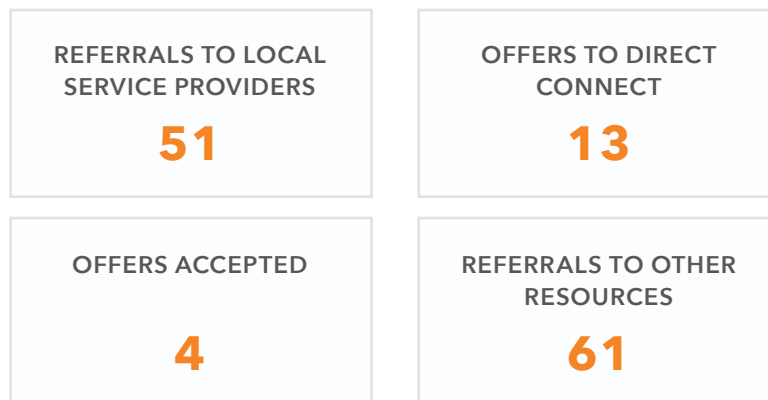 REFERRALS TO LOCAL
SERVICE PROVIDERS
51
OFFERS TO DIRECT
CONNECT
13
OFFERS ACCEPTED
4
REFERRALS TO OTHER
RESOURCES
61